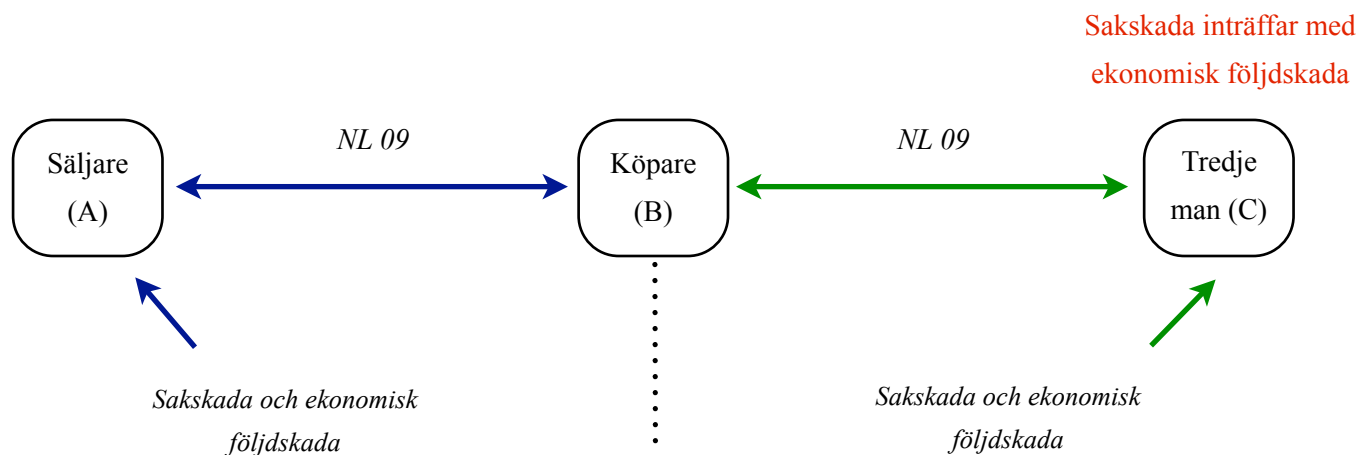 Sakskada inträffar med
ekonomisk följdskada
Säljare
(A)
NL 09
Köpare
(B)
NL 09
Tredje
man (C)
Sakskada och ekonomisk
följdskada
Sakskada och ekonomisk
följdskada